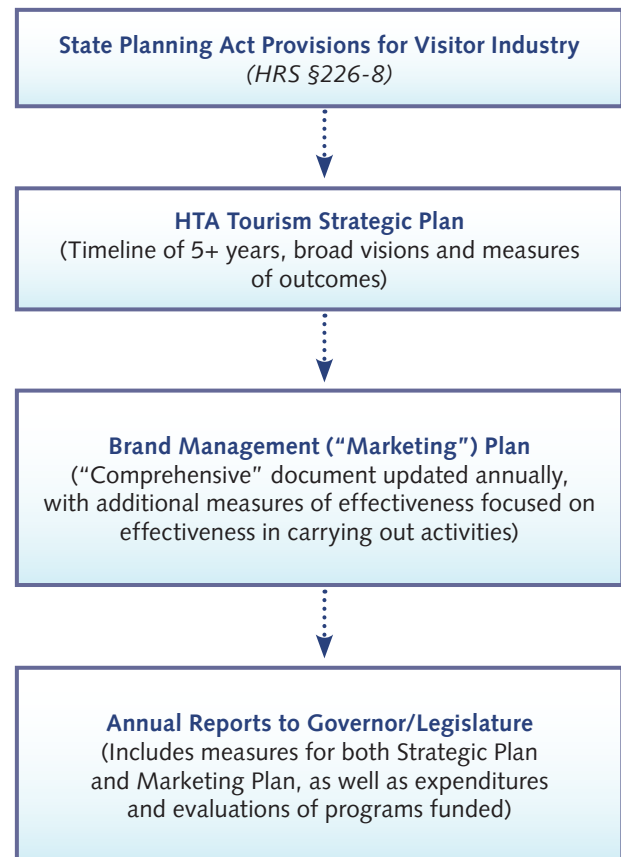 State Planning Act Provisions for Visitor Industry
(HRS §226-8)
HTA Tourism Strategic Plan
(Timeline of 5+ years, broad visions and measures
of outcomes)
Brand Management (“Marketing”) Plan
(“Comprehensive” document updated annually,
with additional measures of effectiveness focused on
effectiveness in carrying out activities)
Annual Reports to Governor/Legislature
(Includes measures for both Strategic Plan
and Marketing Plan, as well as expenditures
and evaluations of programs funded)